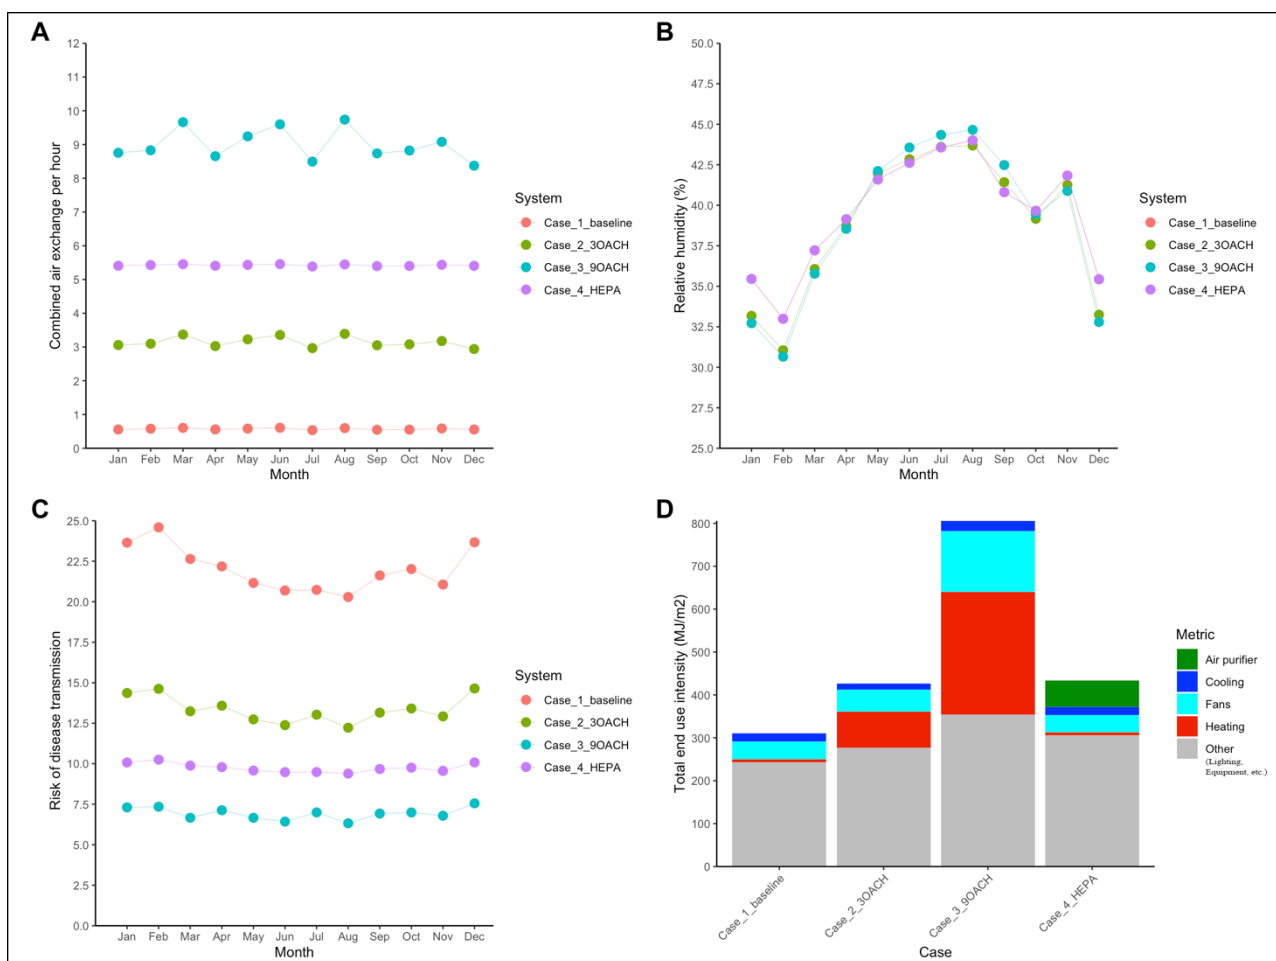 A
12
11
10
9
8
7
6
5
4
3
2
1
0
Combined air exchange per hour
Jan Feb Mar Apr May Jun Jul Aug Sep Oct Nov Dec
Month
System
Case_1_baseline
Case_2_3OACH
Case_3_9OACH
Case_4_HEPA
B
50.0
47.5
45.0
42.5
40.0
37.5
35.0
32.5
30.0
27.5
25.0
Relative humidity (%)
Jan Feb Mar Apr May Jun Jul Aug Sep Oct Nov Dec
Month
System
Case_1_baseline
Case_2_3OACH
Case_3_9OACH
Case_4_HEPA
C
25.0
22.5
20.0
17.5
15.0
12.5
10.0
7.5
5.0
2.5
0.0
Risk of disease transmission
Jan Feb Mar Apr May Jun Jul Aug Sep Oct Nov Dec
Month
System
Case_1_baseline
Case_2_3OACH
Case_3_9OACH
Case_4_HEPA
D
800
700
600
500
400
300
200
100
0
Total end use intensity (MJ/m2)
Case_1_baseline
Case_2_3OACH
Case_3_9OACH
Case_4_HEPA
Case
Metric
Air purifier
Cooling
Fans
Heating
Other
(Lighting,
Equipment, etc.)